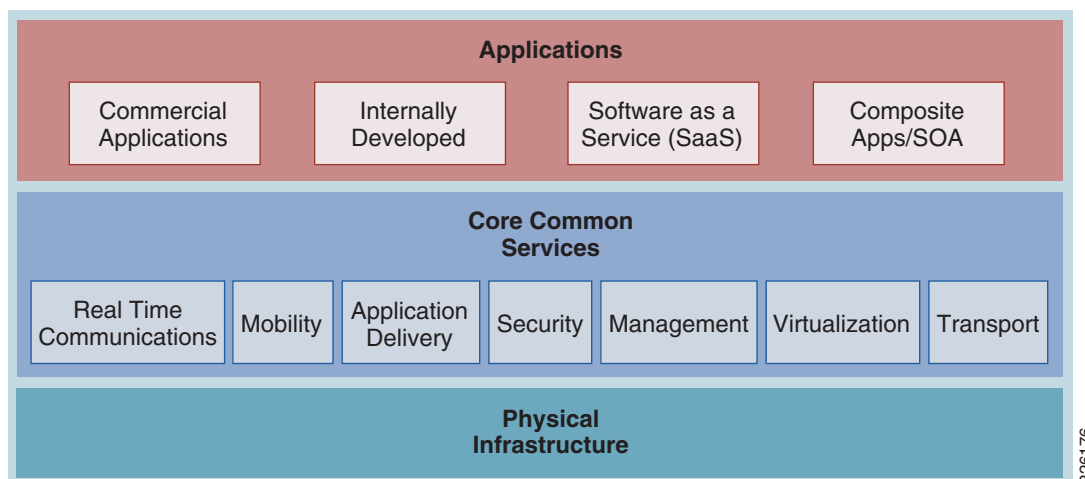 Applications
Commercial
Applications
Internally
Developed
Software as a
Service (SaaS)
Composite
Apps/SOA
Core Common
Services
Real Time
Communications
Mobility
Application
Delivery
Security
Management
Virtualization
Transport
Physical
Infrastructure